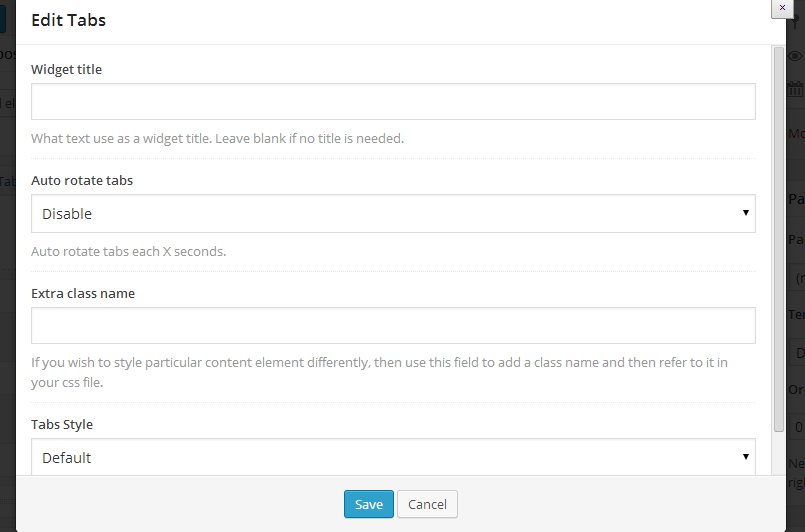 Edit Tabs
×
Widget title
What text use as a widget title. Leave blank if no title is needed.
Auto rotate tabs
Disable
Auto rotate tabs each X seconds.
Extra class name
If you wish to style particular content element differently, then use this field to add a class name and then refer to it in
your css file.
Tabs Style
Default
Save
Cancel